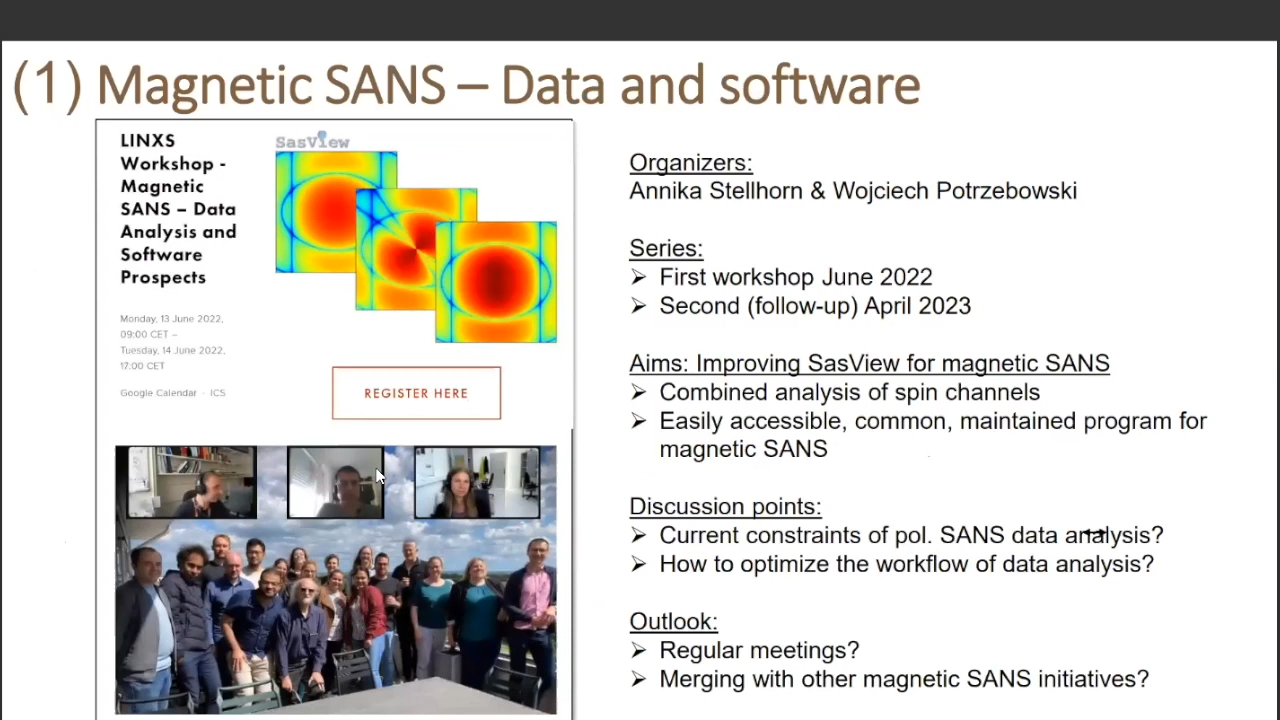 (1) Magnetic SANS – Data and software
LINXS
Workshop -
Magnetic
SANS – Data
Analysis and
Software
Prospects
Monday, 13 June 2022,
09:00 CET –
Tuesday, 14 June 2022,
17:00 CET
Google Calendar · ICS
SasView
REGISTER HERE
Organizers:
Annika Stellhorn & Wojciech Potrzebowski
Series:
➢ First workshop June 2022
➢ Second (follow-up) April 2023
Aims: Improving SasView for magnetic SANS
➢ Combined analysis of spin channels
➢ Easily accessible, common, maintained program for
magnetic SANS
Discussion points:
➢ Current constraints of pol. SANS data analysis?
➢ How to optimize the workflow of data analysis?
Outlook:
➢ Regular meetings?
➢ Merging with other magnetic SANS initiatives?